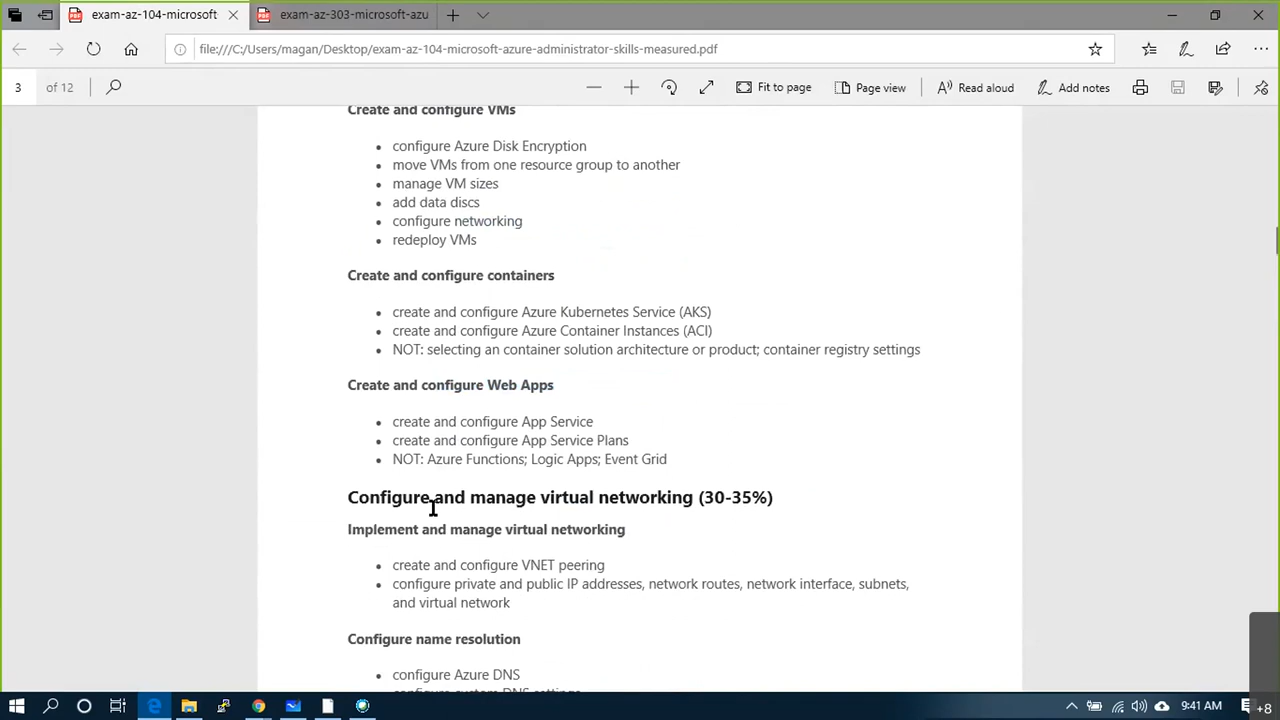 exam-az-104-microsoft
exam-az-303-microsoft-azu
file:///C:/Users/magan/Desktop/exam-az-104-microsoft-azure-administrator-skills-measured.pdf
3 of 12
Fit to page
Page view
Read aloud
Add notes
Create and configure VMs
• configure Azure Disk Encryption
• move VMs from one resource group to another
• manage VM sizes
• add data discs
• configure networking
• redeploy VMs
Create and configure containers
• create and configure Azure Kubernetes Service (AKS)
• create and configure Azure Container Instances (ACI)
• NOT: selecting an container solution architecture or product; container registry settings
Create and configure Web Apps
• create and configure App Service
• create and configure App Service Plans
• NOT: Azure Functions; Logic Apps; Event Grid
Configure and manage virtual networking (30-35%)
Implement and manage virtual networking
• create and configure VNET peering
• configure private and public IP addresses, network routes, network interface, subnets,
and virtual network
Configure name resolution
• configure Azure DNS
configure custom DNS settings
9:41 AM
+8